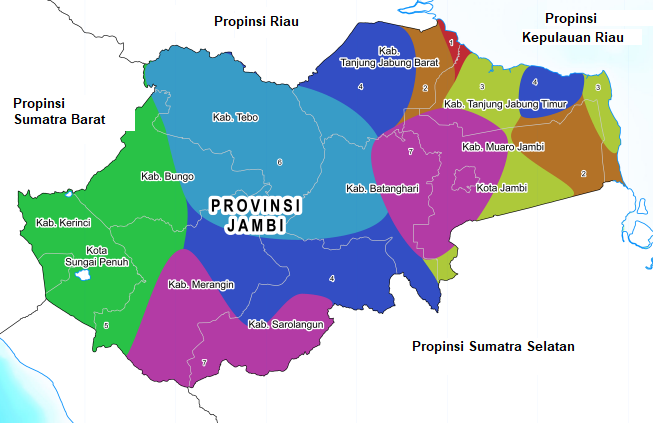 Propinsi Riau
Propinsi
Kepulauan Riau
Kab.
Tanjung Jabung Barat
1
Propinsi
Sumatra Barat
4
2
3
4
3
Kab. Tanjung Jabung Timur
Kab. Tebo
Kab. Muaro Jambi
7
6
Kab. Bungo
Kab. Batanghari
Kota Jambi
2
PROVINSI
JAMBI
Kab. Kerinci
Kota
Sungai Penuh
4
Kab. Merangin
5
Kab. Sarolangun
7
Propinsi Sumatra Selatan